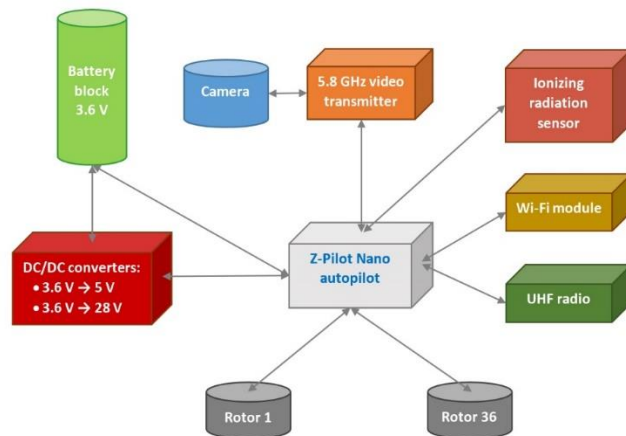 Battery
block
3.6 V
Camera
5.8 GHz video
transmitter
Ionizing
radiation
sensor
Wi-Fi module
DC/DC converters:
• 3.6 V → 5 V
• 3.6 V → 28 V
Z-Pilot Nano
autopilot
UHF radio
Rotor 1
Rotor 36